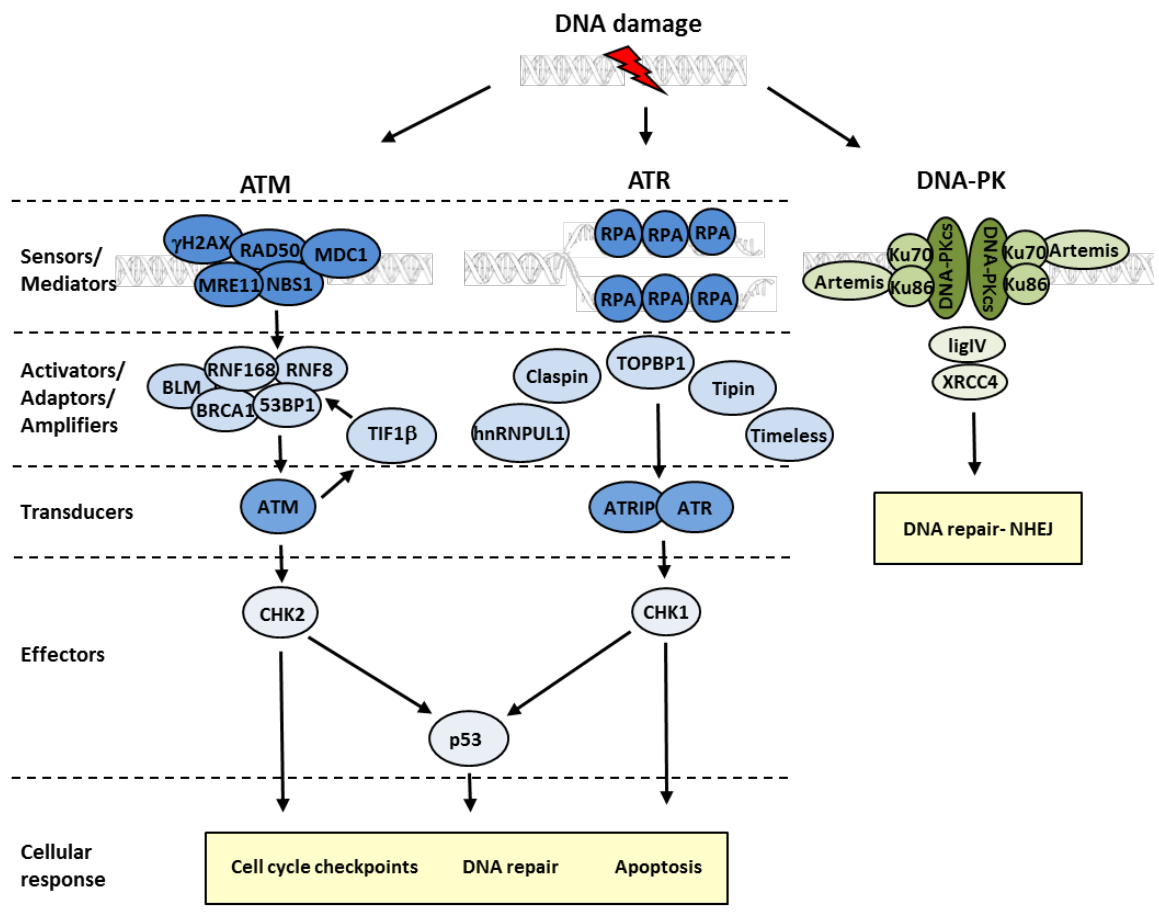 DNA damage
ATM
ATR
DNA-PK
Sensors/
Mediators
γH2AX
RAD50
MDC1
MRE11
NBS1
RPA
RPA
RPA
RPA
RPA
RPA
Ku70
Ku86
Artemis
DNA-PKcs
DNA-PKcs
Ku70
Ku86
Artemis
Activators/
Adaptors/
Amplifiers
RNF168
RNF8
BLM
BRCA1
53BP1
TIF1β
TOPBP1
Claspin
Tipin
hnRNPUL1
Timeless
ligIV
XRCC4
Transducers
ATM
ATRIP
ATR
DNA repair- NHEJ
Effectors
CHK2
CHK1
p53
Cellular
response
Cell cycle checkpoints
DNA repair
Apoptosis